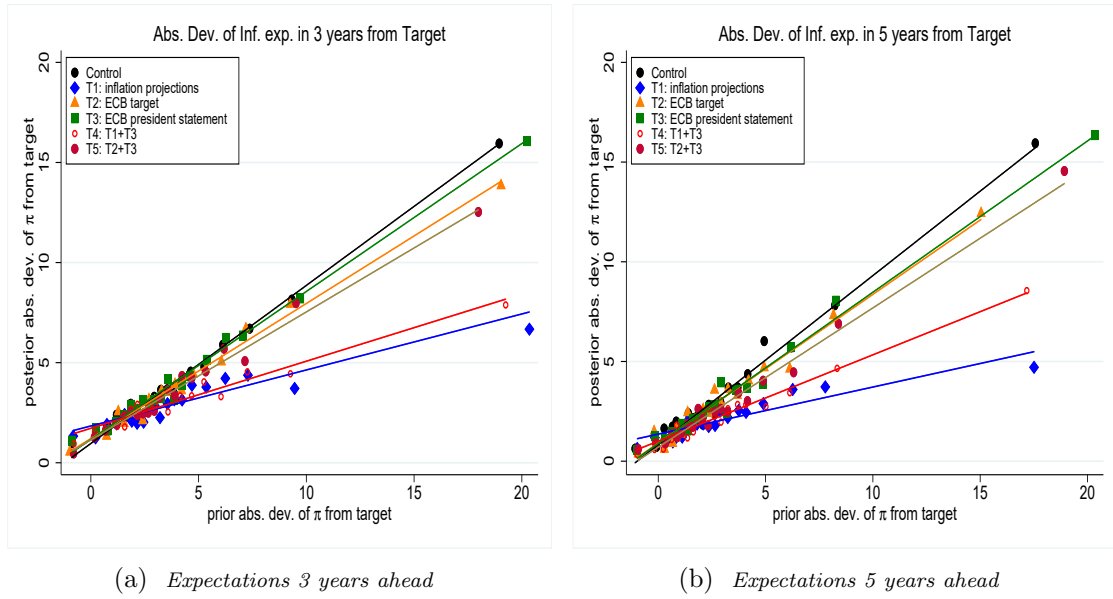 Abs. Dev. of Inf. exp. in 3 years from Target
posterior abs. dev. of π from target
20
15
10
5
0
Control
T1: inflation projections
T2: ECB target
T3: ECB president statement
T4: T1+T3
T5: T2+T3
0 5 10 15 20
prior abs. dev. of π from target
(a) Expectations 3 years ahead
Abs. Dev. of Inf. exp. in 5 years from Target
posterior abs. dev. of π from target
20
15
10
5
0
Control
T1: inflation projections
T2: ECB target
T3: ECB president statement
T4: T1+T3
T5: T2+T3
0 5 10 15 20
prior abs. dev. of π from target
(b) Expectations 5 years ahead